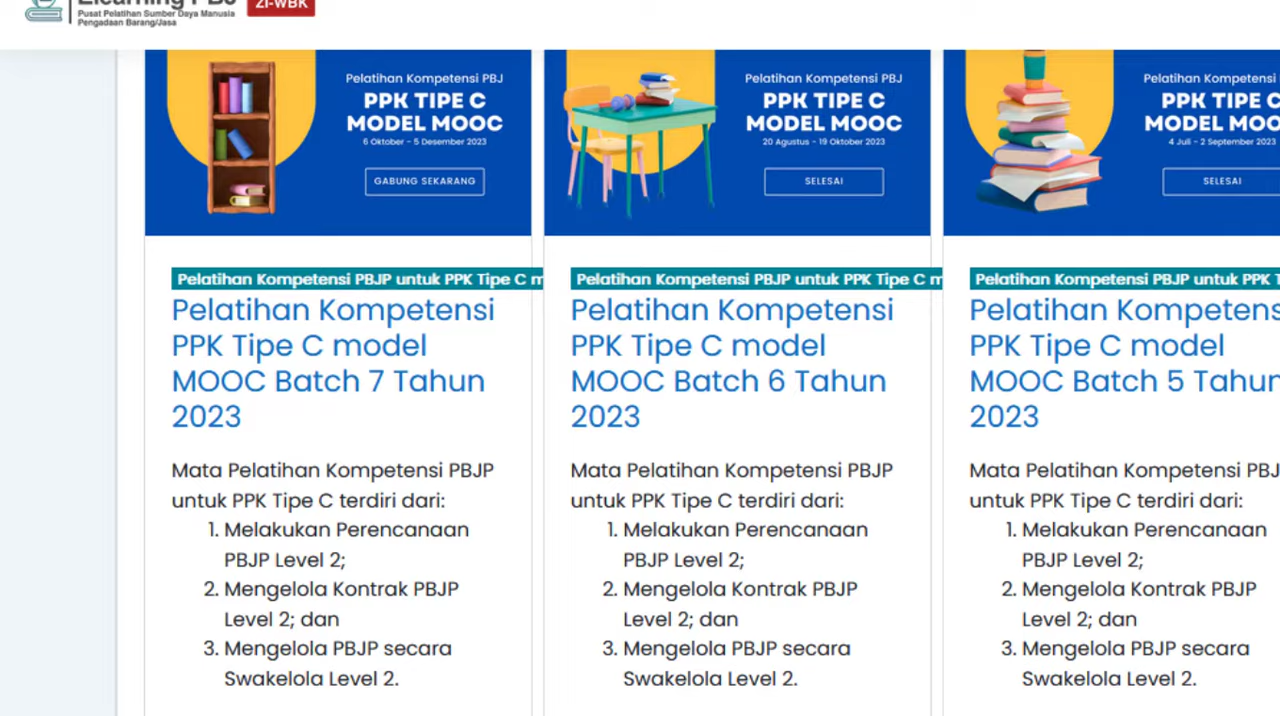 Elearning PBJ
ZI-WBK
Pusat Pelatihan Sumber Daya Manusia
Pengadaan Barang/Jasa
Pelatihan Kompetensi PBJ
PPK TIPE C
MODEL MOOC
6 Oktober - 5 Desember 2023
GABUNG SEKARANG
Pelatihan Kompetensi PBJP untuk PPK Tipe C m
Pelatihan Kompetensi
PPK Tipe C model
MOOC Batch 7 Tahun
2023
Mata Pelatihan Kompetensi PBJP
untuk PPK Tipe C terdiri dari:
1. Melakukan Perencanaan
PBJP Level 2;
2. Mengelola Kontrak PBJP
Level 2; dan
3. Mengelola PBJP secara
Swakelola Level 2.
Pelatihan Kompetensi PBJ
PPK TIPE C
MODEL MOOC
20 Agustus - 19 Oktober 2023
SELESAI
Pelatihan Kompetensi PBJP untuk PPK Tipe C m
Pelatihan Kompetensi
PPK Tipe C model
MOOC Batch 6 Tahun
2023
Mata Pelatihan Kompetensi PBJP
untuk PPK Tipe C terdiri dari:
1. Melakukan Perencanaan
PBJP Level 2;
2. Mengelola Kontrak PBJP
Level 2; dan
3. Mengelola PBJP secara
Swakelola Level 2.
Pelatihan Kompetensi
PPK TIPE C
MODEL MOO
4 Juli - 2 September 2023
SELESAI
Pelatihan Kompetensi PBJP untuk PPK T
Pelatihan Kompetens
PPK Tipe C model
MOOC Batch 5 Tahun
2023
Mata Pelatihan Kompetensi PBJ
untuk PPK Tipe C terdiri dari:
1. Melakukan Perencanaan
PBJP Level 2;
2. Mengelola Kontrak PBJP
Level 2; dan
3. Mengelola PBJP secara
Swakelola Level 2.